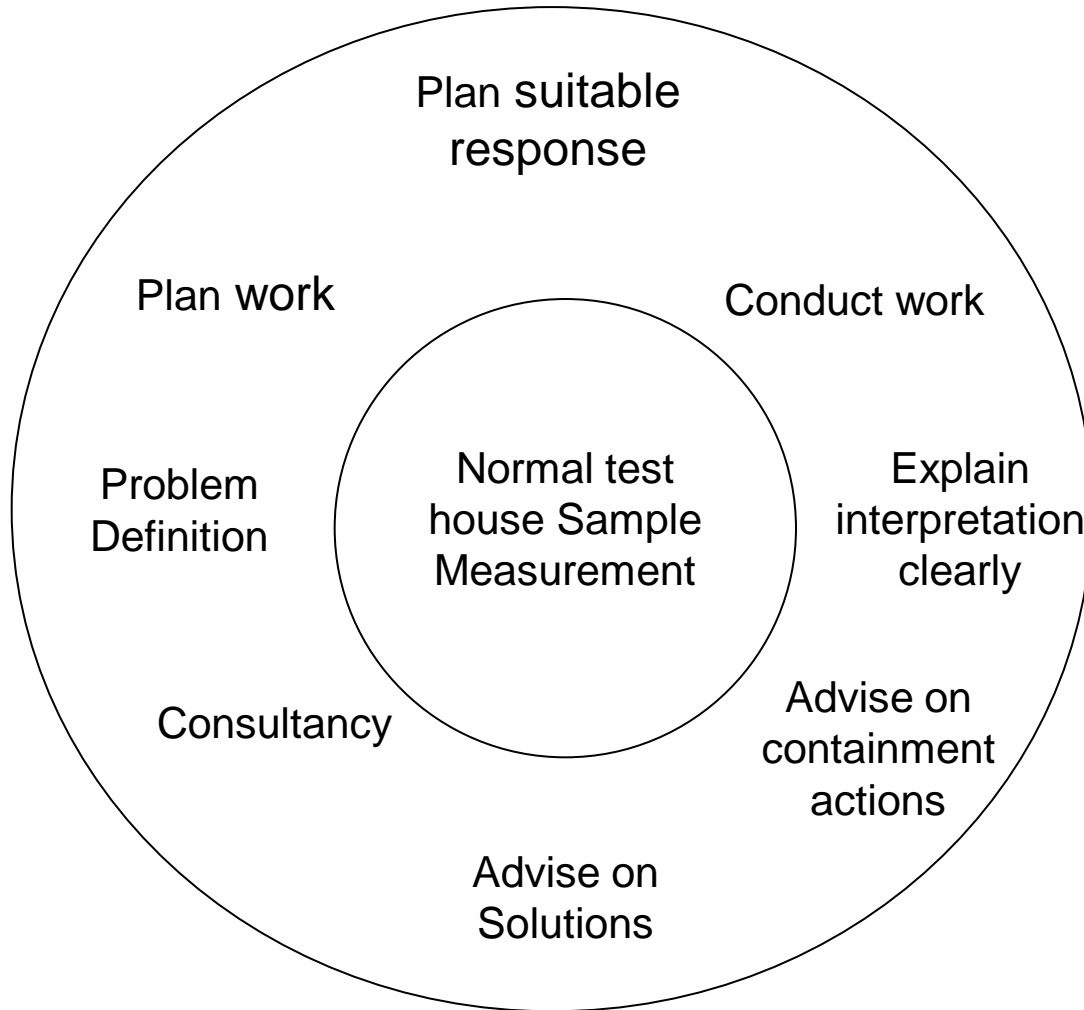 Plan suitable
response
Plan work
Conduct work
Problem
Definition
Normal test
house Sample
Measurement
Explain
interpretation
clearly
Consultancy
Advise on
containment
actions
Advise on
Solutions